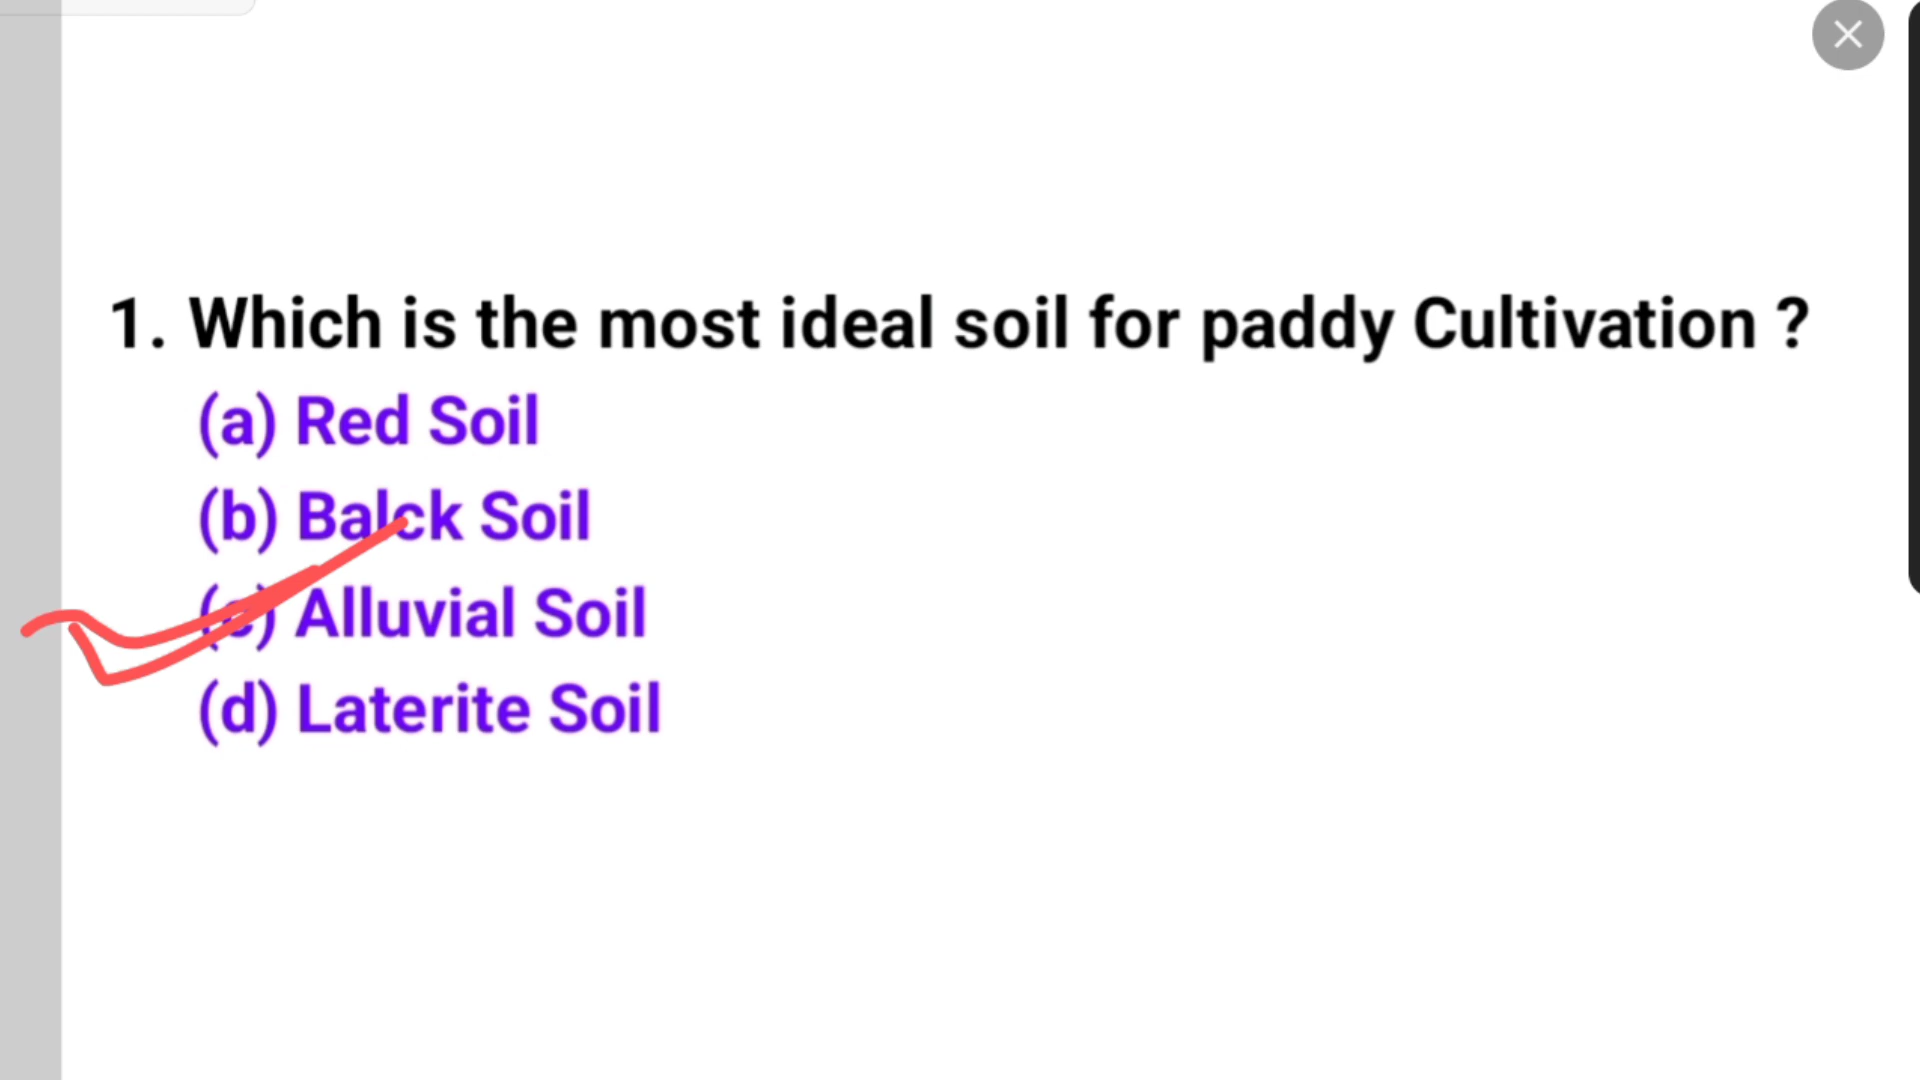 1. Which is the most ideal soil for paddy Cultivation ?
(a) Red Soil
(b) Balck Soil
(c) Alluvial Soil
(d) Laterite Soil